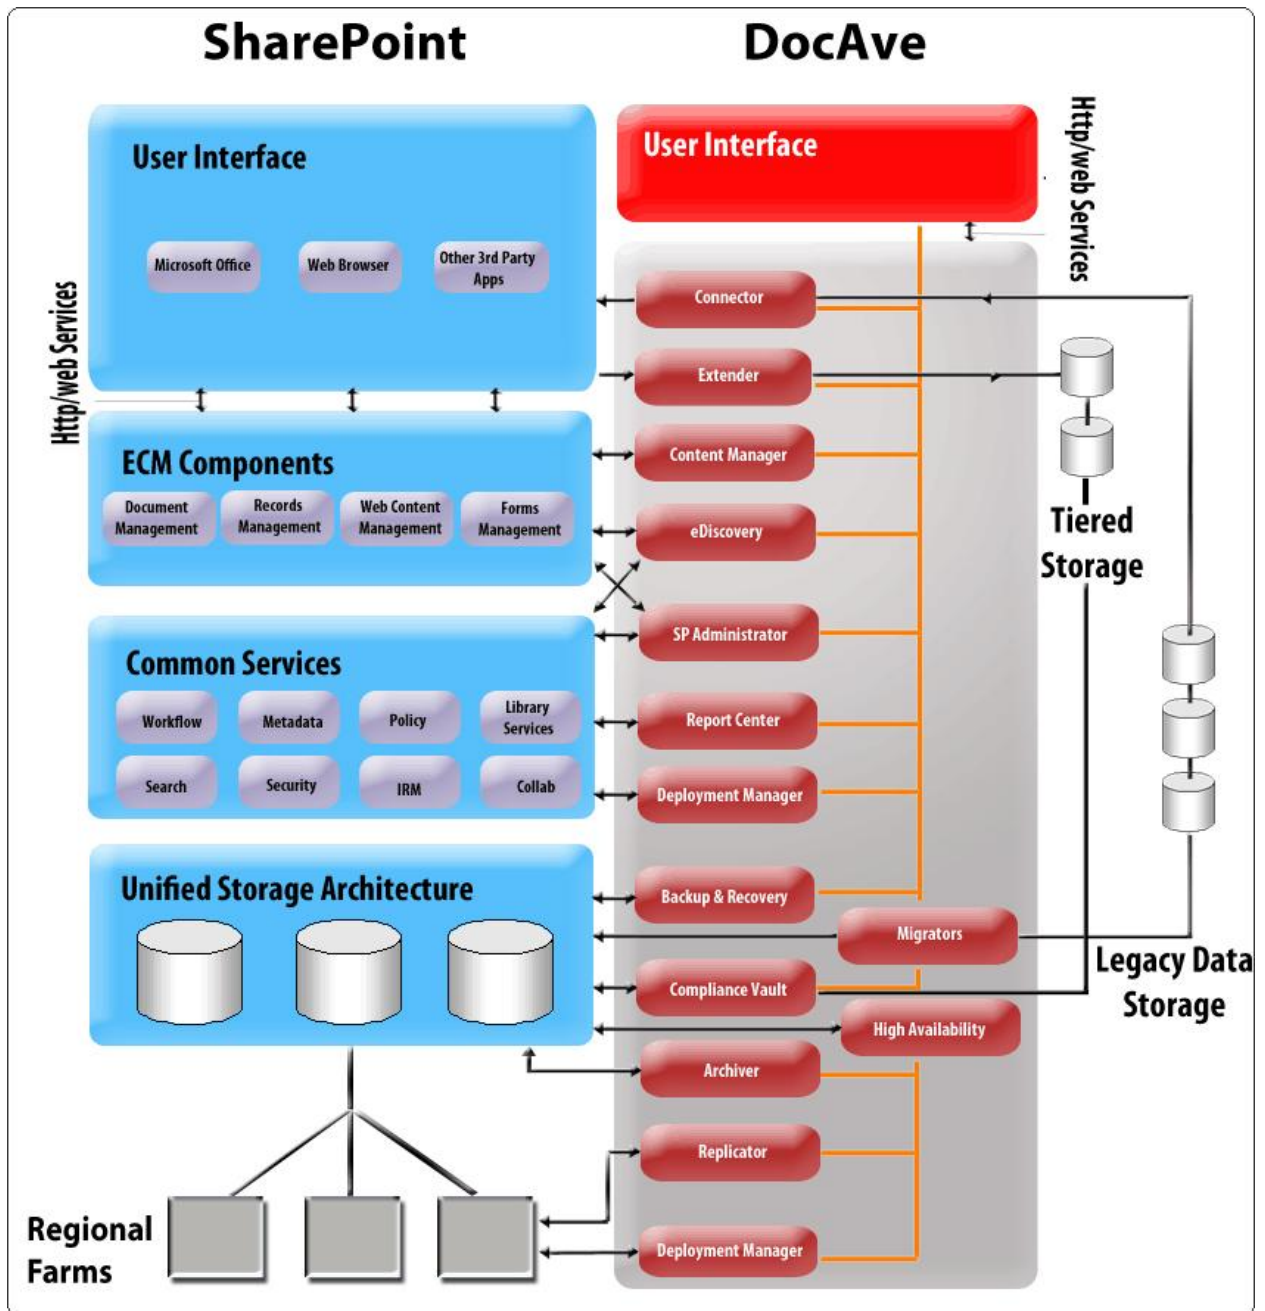 SharePoint
DocAve
User Interface
Microsoft Office
Web Browser
Other 3rd Party
Apps
Http/web Services
ECM Components
Document
Management
Records
Management
Web Content
Management
Forms
Management
Common Services
Workflow
Metadata
Policy
Library
Services
Search
Security
IRM
Collab
Unified Storage Architecture
Regional
Farms
User Interface
Http/web Services
Connector
Extender
Content Manager
eDiscovery
SP Administrator
Report Center
Deployment Manager
Backup & Recovery
Migrators
Compliance Vault
High Availability
Archiver
Replicator
Deployment Manager
Tiered
Storage
Legacy Data
Storage